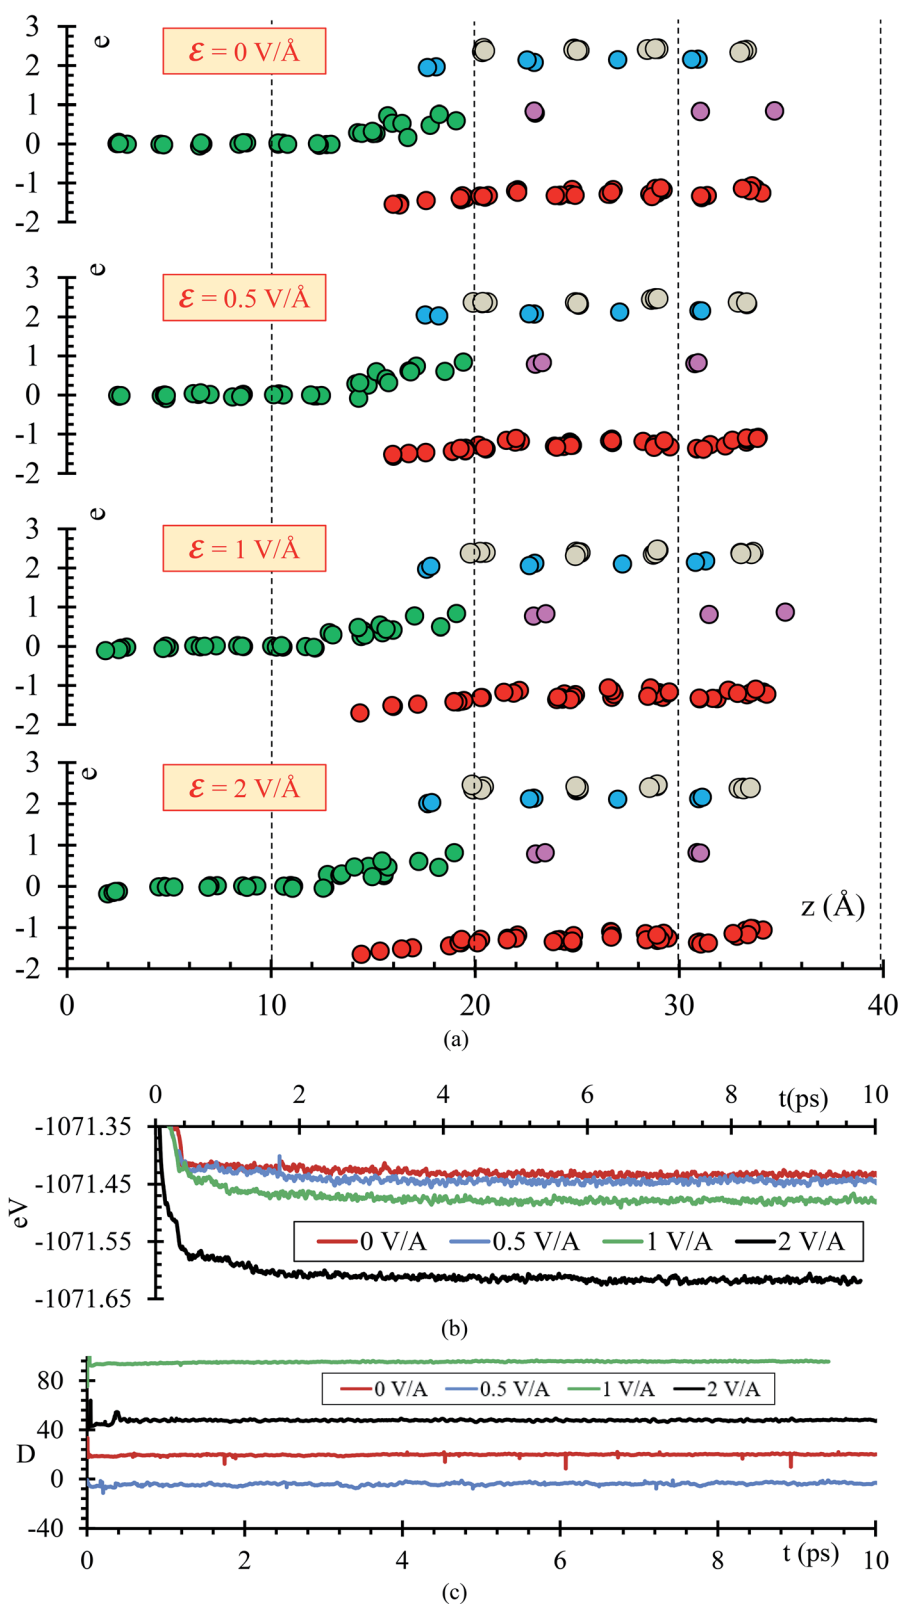 3 e
ℰ = 0 V/Å
2
1
0
-1
-2
3 e
ℰ = 0.5 V/Å
2
1
0
-1
-2
3 e
ℰ = 1 V/Å
2
1
0
-1
-2
3 e
ℰ = 2 V/Å
2
1
0
-1 z (Å)
-2
0 10 20 30 40
(a)
0 2 4 6 8 10
t(ps)
-1071.35
-1071.45
eV
-1071.55
0 V/A 0.5 V/A 1 V/A 2 V/A
-1071.65
(b)
80
0 V/A 0.5 V/A 1 V/A 2 V/A
40
D
0
-40
0 2 4 6 8 t (ps) 10
(c)